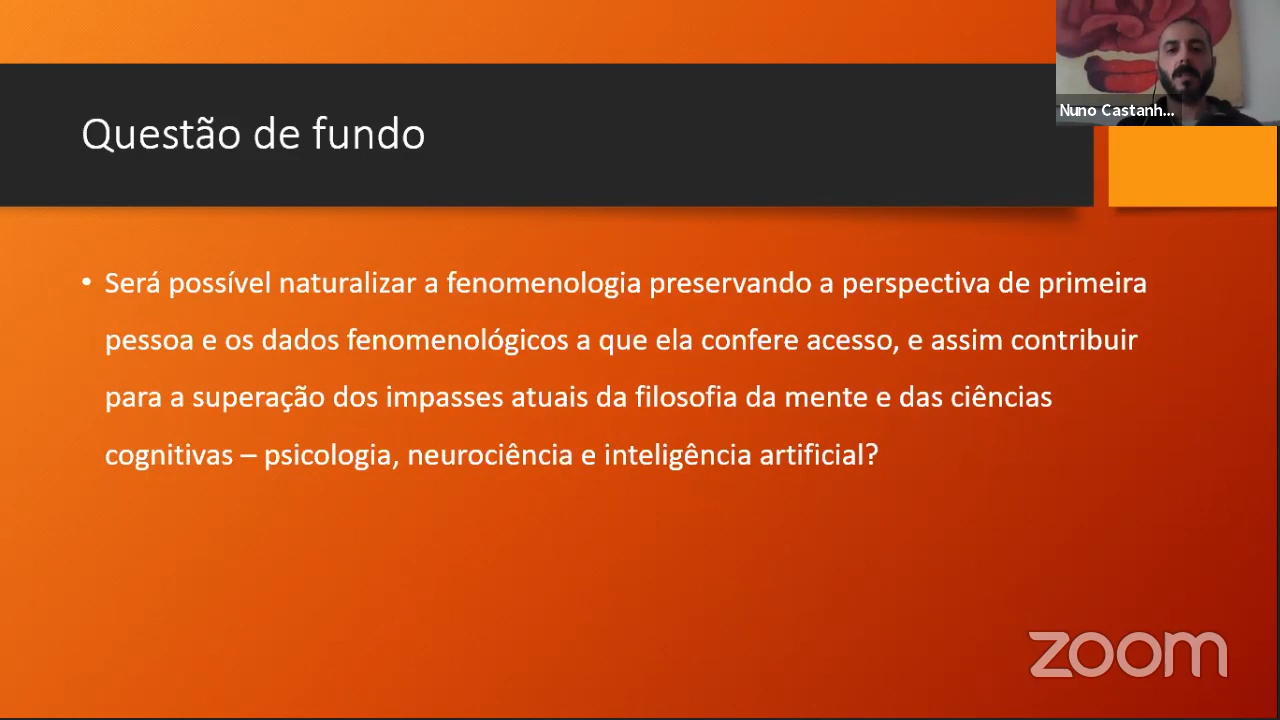 Nuno Castanh...
Questão de fundo
• Será possível naturalizar a fenomenologia preservando a perspectiva de primeira
pessoa e os dados fenomenológicos a que ela confere acesso, e assim contribuir
para a superação dos impasses atuais da filosofia da mente e das ciências
cognitivas – psicologia, neurociência e inteligência artificial?
zoom